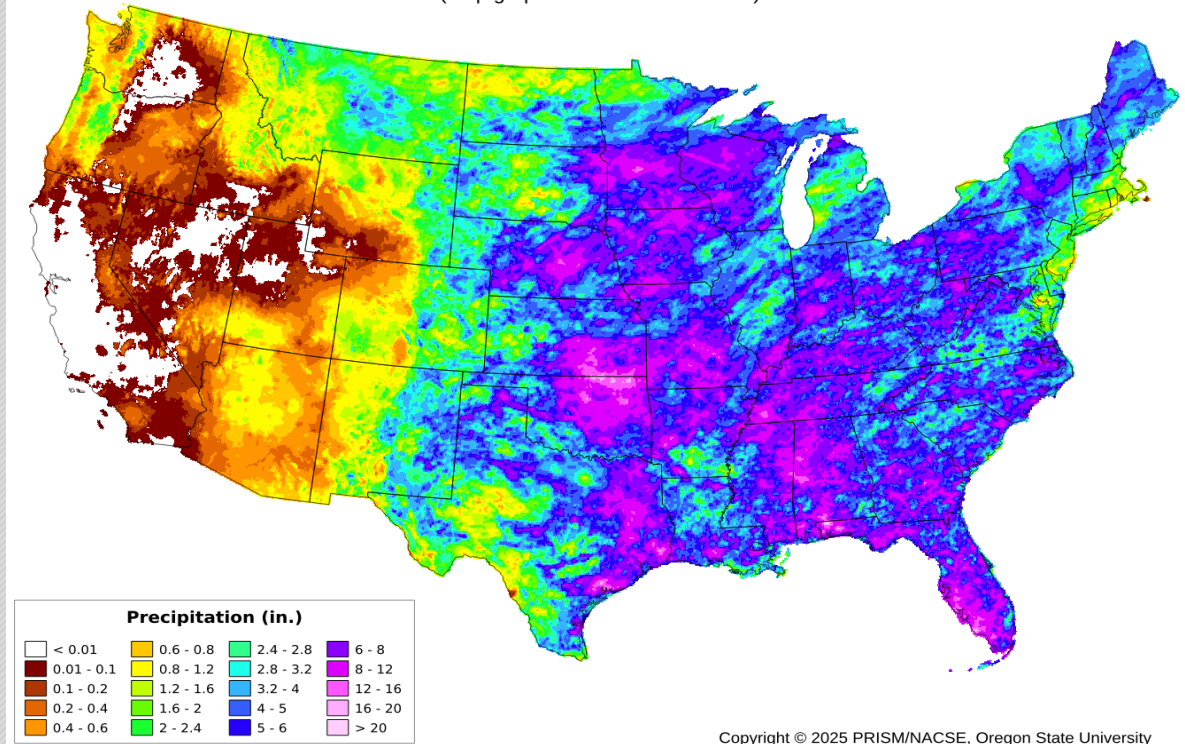 Precipitation (in.)
< 0.01
0.01 - 0.1
0.1 - 0.2
0.2 - 0.4
0.4 - 0.6
0.6 - 0.8
0.8 - 1.2
1.2 - 1.6
1.6 - 2
2 - 2.4
2.4 - 2.8
2.8 - 3.2
3.2 - 4
4 - 5
5 - 6
6 - 8
8 - 12
12 - 16
16 - 20
> 20
Copyright © 2025 PRISM/NACSE, Oregon State University